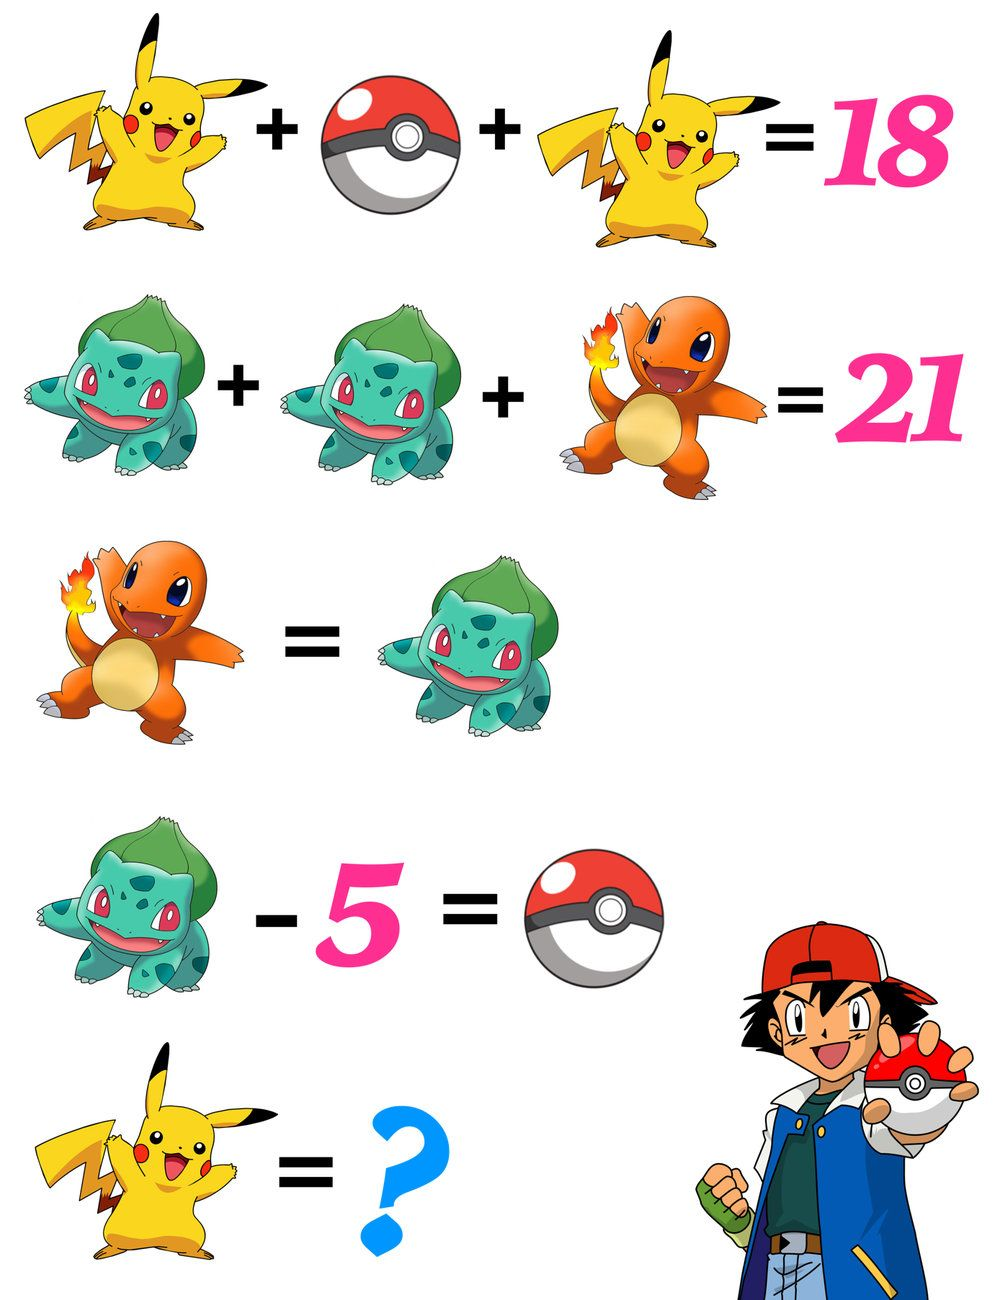 + + = 18
+ + = 21
=
- 5 =
= ?